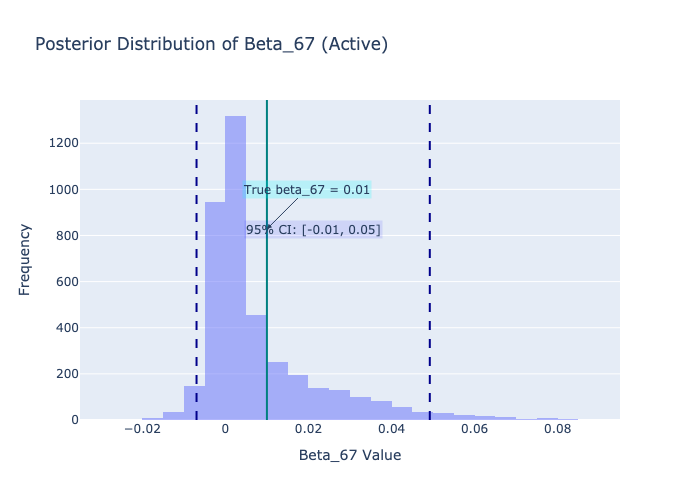 Posterior Distribution of Beta_67 (Active)
1200
1000
800
600
400
200
0
Frequency
True beta_67 = 0.01
95% CI: [-0.01, 0.05]
−0.02
0
0.02
0.04
0.06
0.08
Beta_67 Value